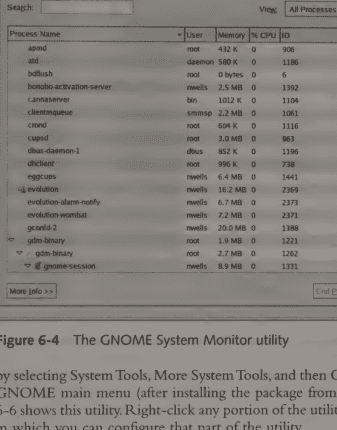 Search: View: All Processes
Process Name User Memory % CPU ID
apmd root 432 K 0 906
atd daemon 580 K 0 1186
bdflush root 0 bytes 0 6
bonobo-activation-server nwells 2.5 MB 0 1392
cannaserver bin 1012 K 0 1104
clientmqueue smmsp 2.2 MB 0 1061
crond root 604 K 0 1116
cupsd root 3.0 MB 0 963
dbus-daemon-1 dbus 852 K 0 1196
dhclient root 996 K 0 738
eggcups nwells 6.4 MB 0 1441
evolution nwells 16.2 MB 0 2369
evolution-alarm-notify nwells 6.7 MB 0 2373
evolution-wombat nwells 7.2 MB 0 2371
gconfd-2 nwells 20.0 MB 0 1388
gdm-binary root 1.9 MB 0 1221
gdm-binary root 2.7 MB 0 1262
gnome-session nwells 8.9 MB 0 1331
More Info >> End P
Figure 6-4 The GNOME System Monitor utility
by selecting System Tools, More System Tools, and then G
GNOME main menu (after installing the package from
6-6 shows this utility. Right-click any portion of the utilit
in which you can configure that part of the utility.